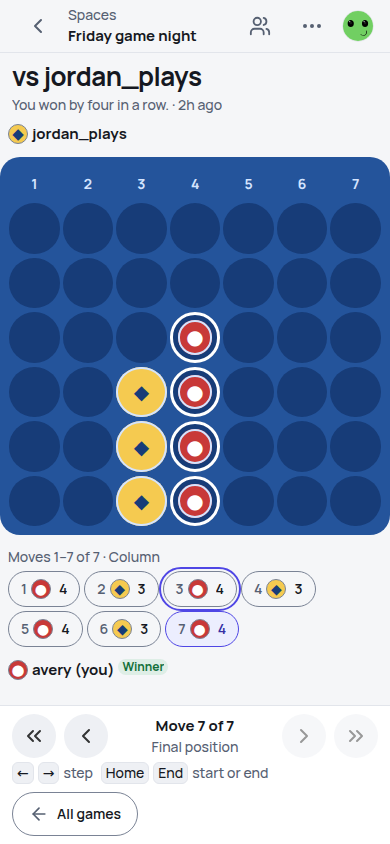 Spaces
Friday game night
vs jordan_plays
You won by four in a row. · 2h ago
jordan_plays
1 2 3 4 5 6 7
Moves 1–7 of 7 · Column
1 4 2 3 3 4 4 3
5 4 6 3 7 4
avery (you) Winner
Move 7 of 7
Final position
← → step Home End start or end
← All games